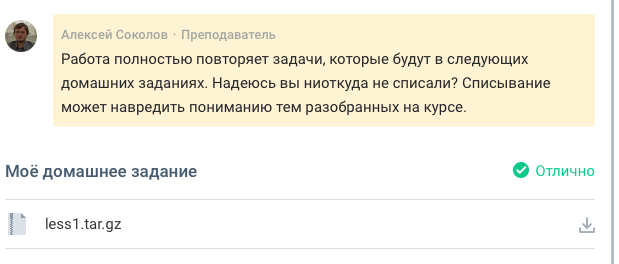 Алексей Соколов · Преподаватель
Работа полностью повторяет задачи, которые будут в следующих
домашних заданиях. Надеюсь вы ниоткуда не списали? Списывание
может навредить пониманию тем разобранных на курсе.
Моё домашнее задание
Отлично
less1.tar.gz